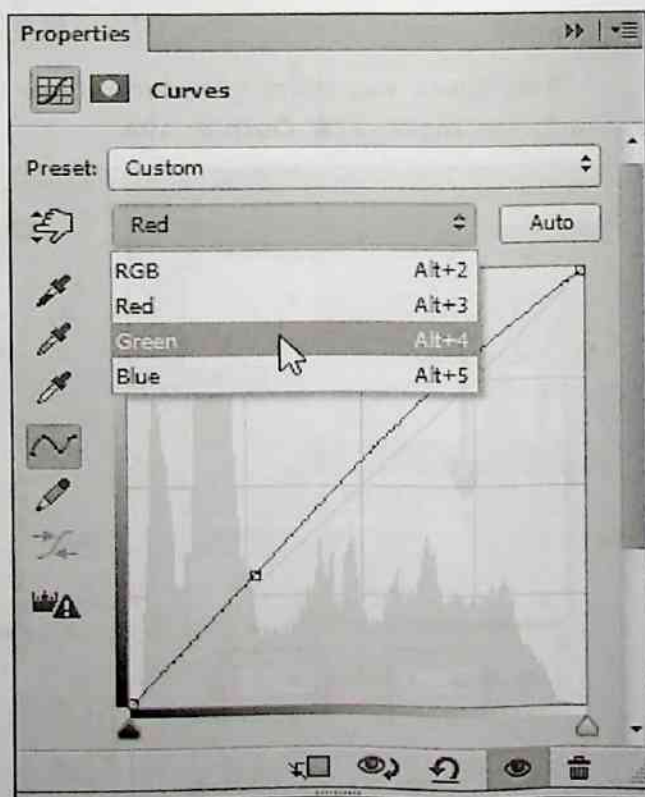 Properties
Curves
Preset: Custom
Red Auto
RGB Alt+2
Red Alt+3
Green Alt+4
Blue Alt+5